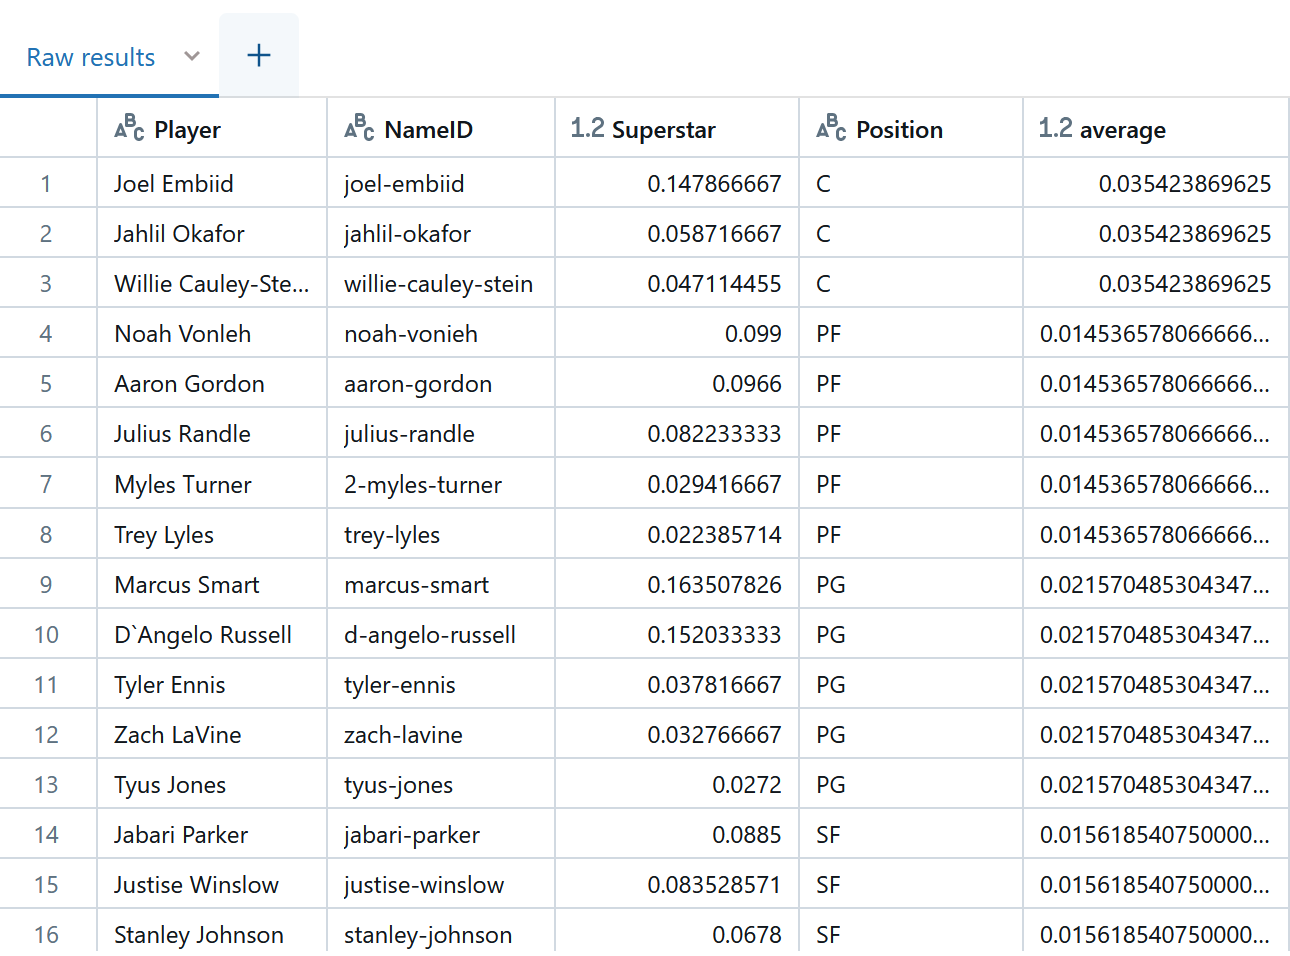 Raw results +
ABC Player ABC NameID 1.2 Superstar ABC Position 1.2 average
1 Joel Embiid joel-embiid 0.147866667 C 0.035423869625
2 Jahlil Okafor jahlil-okafor 0.058716667 C 0.035423869625
3 Willie Cauley-Ste... willie-cauley-stein 0.047114455 C 0.035423869625
4 Noah Vonleh noah-vonieh 0.099 PF 0.014536578066666...
5 Aaron Gordon aaron-gordon 0.0966 PF 0.014536578066666...
6 Julius Randle julius-randle 0.082233333 PF 0.014536578066666...
7 Myles Turner 2-myles-turner 0.029416667 PF 0.014536578066666...
8 Trey Lyles trey-lyles 0.022385714 PF 0.014536578066666...
9 Marcus Smart marcus-smart 0.163507826 PG 0.021570485304347...
10 D`Angelo Russell d-angelo-russell 0.152033333 PG 0.021570485304347...
11 Tyler Ennis tyler-ennis 0.037816667 PG 0.021570485304347...
12 Zach LaVine zach-lavine 0.032766667 PG 0.021570485304347...
13 Tyus Jones tyus-jones 0.0272 PG 0.021570485304347...
14 Jabari Parker jabari-parker 0.0885 SF 0.015618540750000...
15 Justise Winslow justise-winslow 0.083528571 SF 0.015618540750000...
16 Stanley Johnson stanley-johnson 0.0678 SF 0.015618540750000...